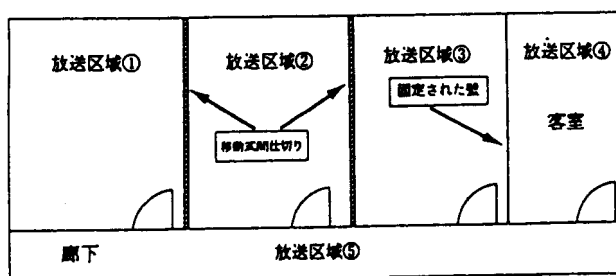 放送区域①
放送区域②
放送区域③
放送区域④
固定された壁
移動式間仕切り
客室
廊下
放送区域⑤